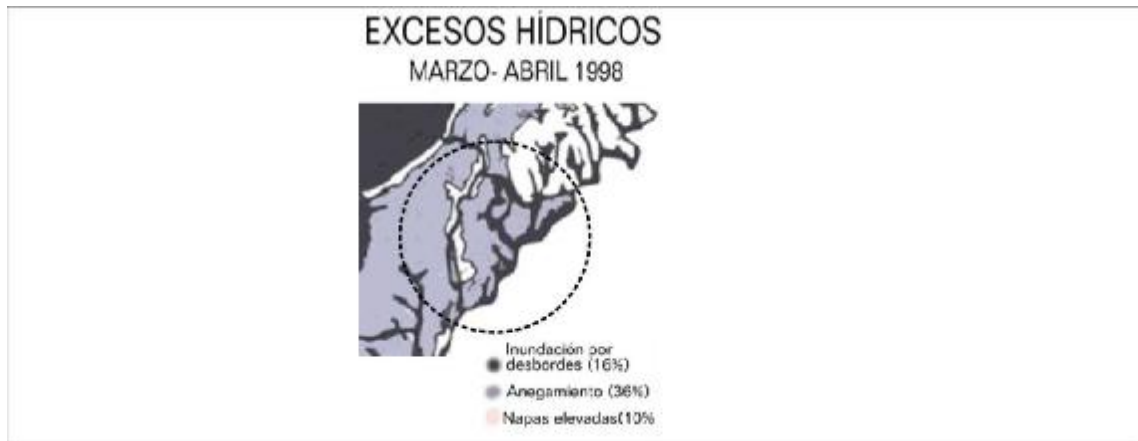 EXCESOS HÍDRICOS
MARZO- ABRIL 1998
Inundación por
desbordes (16%)
Anegamiento (36%)
Napas elevadas(10%